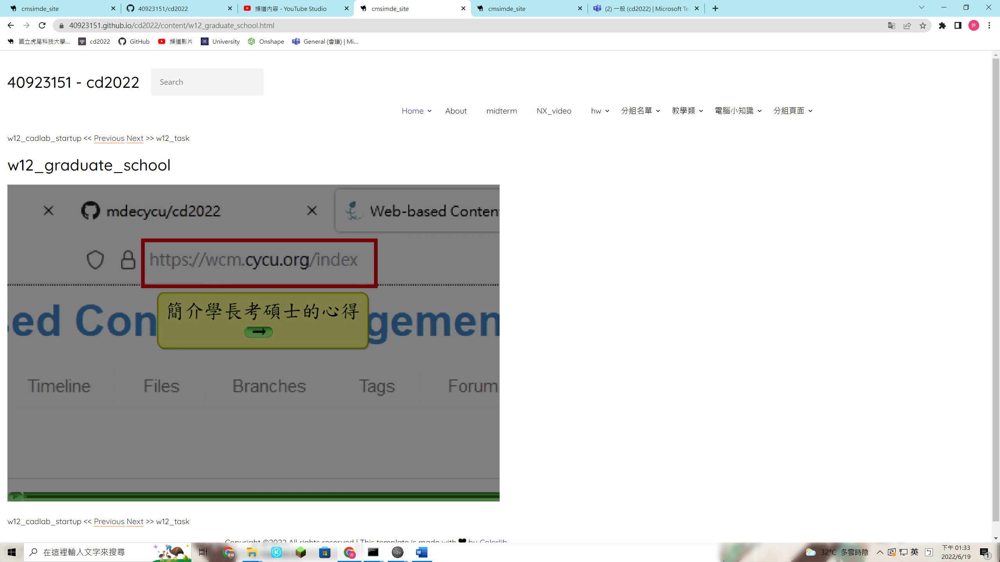 cmsimde_site
40923151/cd2022
頻道內容 - YouTube Studio
cmsimde_site
cmsimde_site
(2) 一般 (cd2022) | Microsoft Tea
40923151.github.io/cd2022/content/w12_graduate_school.html
國立虎尾科技大學...
cd2022
GitHub
頻道影片
University
Onshape
General (會議) | Mi...
40923151 - cd2022
Search
Home
About
midterm
NX_video
hw
分組名單
教學類
電腦小知識
分組頁面
w12_cadlab_startup << Previous Next >> w12_task
w12_graduate_school
mdecycu/cd2022
Web-based Content
https://wcm.cycu.org/index
sed Con
gemen
簡介學長考碩士的心得
Timeline
Files
Branches
Tags
Forum
w12_cadlab_startup << Previous Next >> w12_task
Copyright ©2022 All rights reserved | This template is made with by Colorlib
在這裡輸入文字來搜尋
32°C 多雲時陰
英
ㄅ
下午 01:33
2022/6/19
1